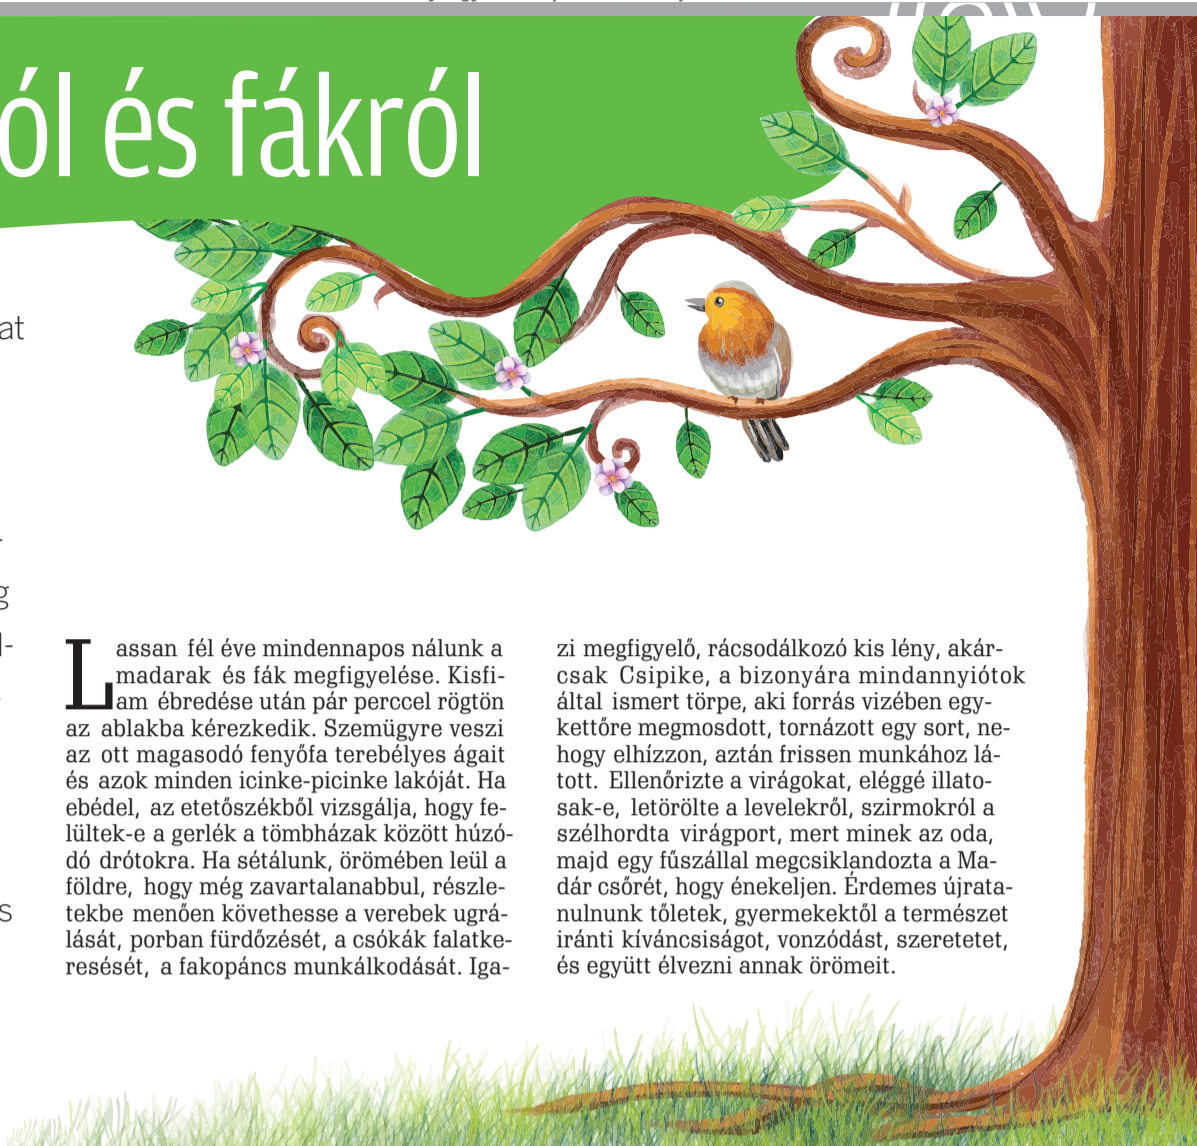 ól és fákról
at
g
l-
s
Lassan fél éve mindennapos nálunk a
madarak és fák megfigyelése. Kisfi-
am ébredése után pár perccel rögtön
az ablakba kérezkedik. Szemügyre veszi
az ott magasodó fenyőfa terebélyes ágait
és azok minden icinke-picinke lakóját. Ha
ebédel, az etetőszékből vizsgálja, hogy fe-
lültek-e a gerlék a tömbházak között húzó-
dó drótokra. Ha sétálunk, örömében leül a
földre, hogy még zavartalanabbul, részle-
tekbe menően követhesse a verebek ugrá-
lását, porban fürdőzését, a csókák falatke-
resését, a fakopáncs munkálkodását. Iga-
zi megfigyelő, rácsodálkozó kis lény, akár-
csak Csipike, a bizonyára mindannyiótok
által ismert törpe, aki forrás vizében egy-
kettőre megmosdott, tornázott egy sort, ne-
hogy elhízzon, aztán frissen munkához lá-
tott. Ellenőrizte a virágokat, eléggé illato-
sak-e, letörölte a levelekről, szirmokról a
szélhordta virágport, mert minek az oda,
majd egy fűszállal megcsiklandozta a Ma-
dár csőrét, hogy énekeljen. Érdemes újrata-
nulnunk tőletek, gyermekektől a természet
iránti kíváncsiságot, vonzódást, szeretetet,
és együtt élvezni annak örömeit.